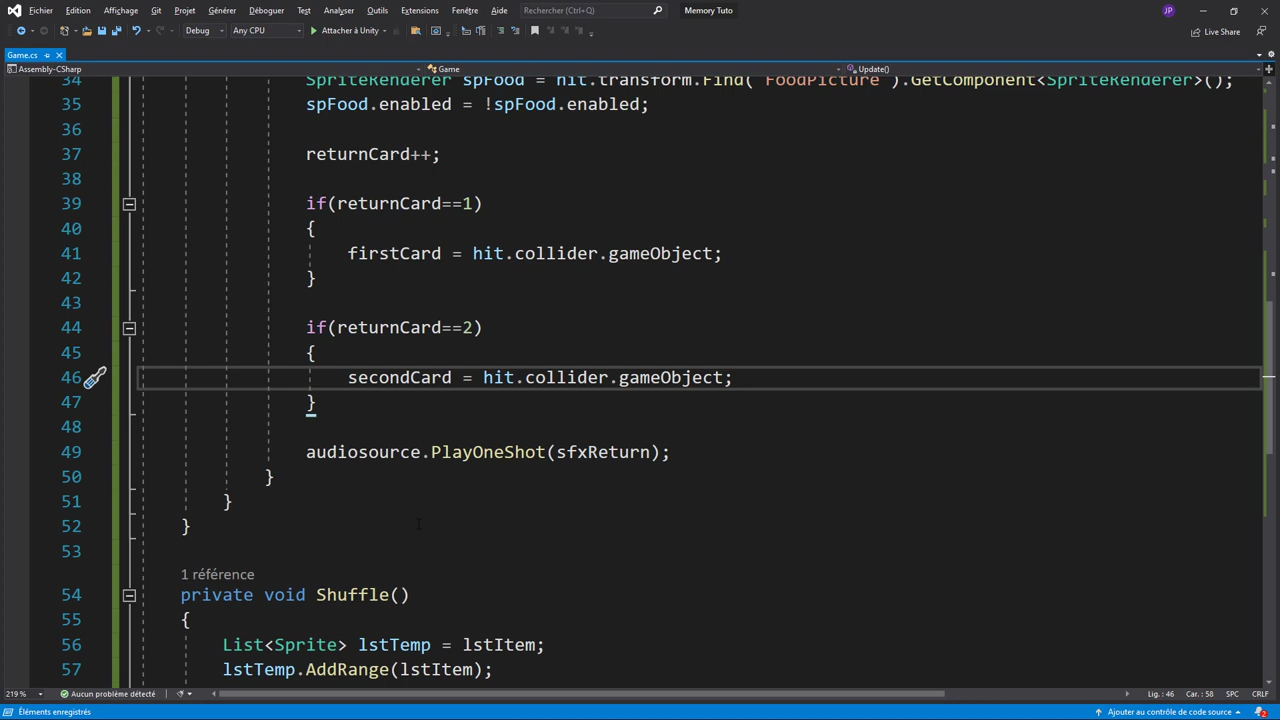 Fichier Edition Affichage Git Projet Générer Déboguer Test Analyser Outils Extensions Fenêtre Aide Rechercher (Ctrl+Q) Memory Tuto JP
Debug Any CPU Attacher à Unity Live Share
Game.cs
Assembly-CSharp Game Update()
34 SpriteRenderer spFood = hit.transform.Find("FoodPicture").GetComponent<SpriteRenderer>();
35 spFood.enabled = !spFood.enabled;
36
37 returnCard++;
38
39 if(returnCard==1)
40 {
41 firstCard = hit.collider.gameObject;
42 }
43
44 if(returnCard==2)
45 {
46 secondCard = hit.collider.gameObject;
47 }
48
49 audiosource.PlayOneShot(sfxReturn);
50 }
51 }
52 }
53
1 référence
54 private void Shuffle()
55 {
56 List<Sprite> lstTemp = lstItem;
57 lstTemp.AddRange(lstItem);
219 % Aucun problème détecté Lig. : 46 Car. : 58 SPC CRLF
Éléments enregistrés Ajouter au contrôle de code source 2